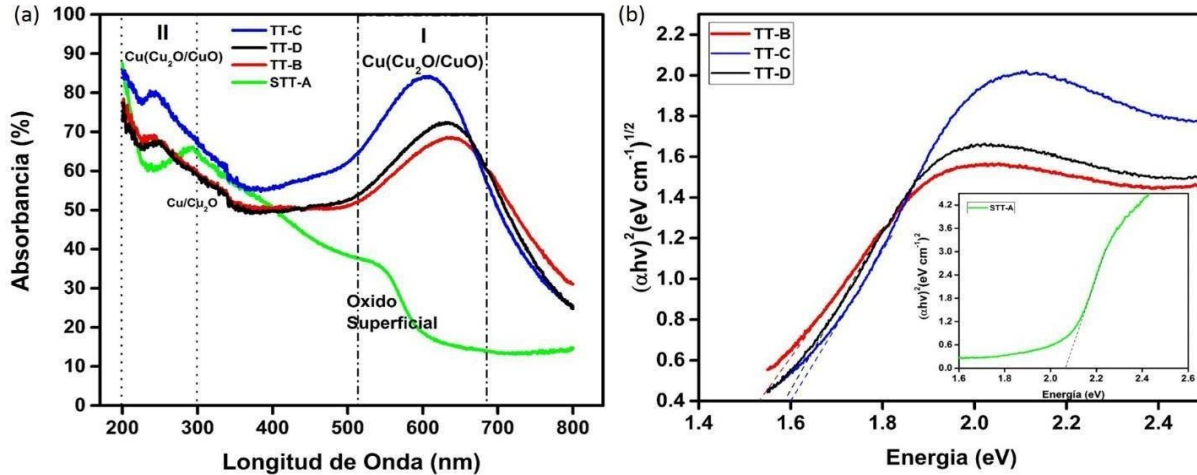 (a)
100
90
80
70
60
50
40
30
20
10
0
Absorbancia (%)
200
300
400
500
600
700
800
Longitud de Onda (nm)
II
Cu(Cu₂O/CuO)
TT-C
TT-D
TT-B
STT-A
I
Cu(Cu₂O/CuO)
Cu/Cu₂O
Oxido
Superficial
(b)
2.2
2.0
1.8
1.6
1.4
1.2
1.0
0.8
0.6
0.4
(αhv)²(eV cm⁻¹)¹/²
1.4
1.6
1.8
2.0
2.2
2.4
Energia (eV)
TT-B
TT-C
TT-D
STT-A
4.2
3.6
3.0
2.4
1.8
1.2
0.6
0.0
(αhv)²(eV cm⁻¹)²
1.6
1.8
2.0
2.2
2.4
2.6
Energía (eV)